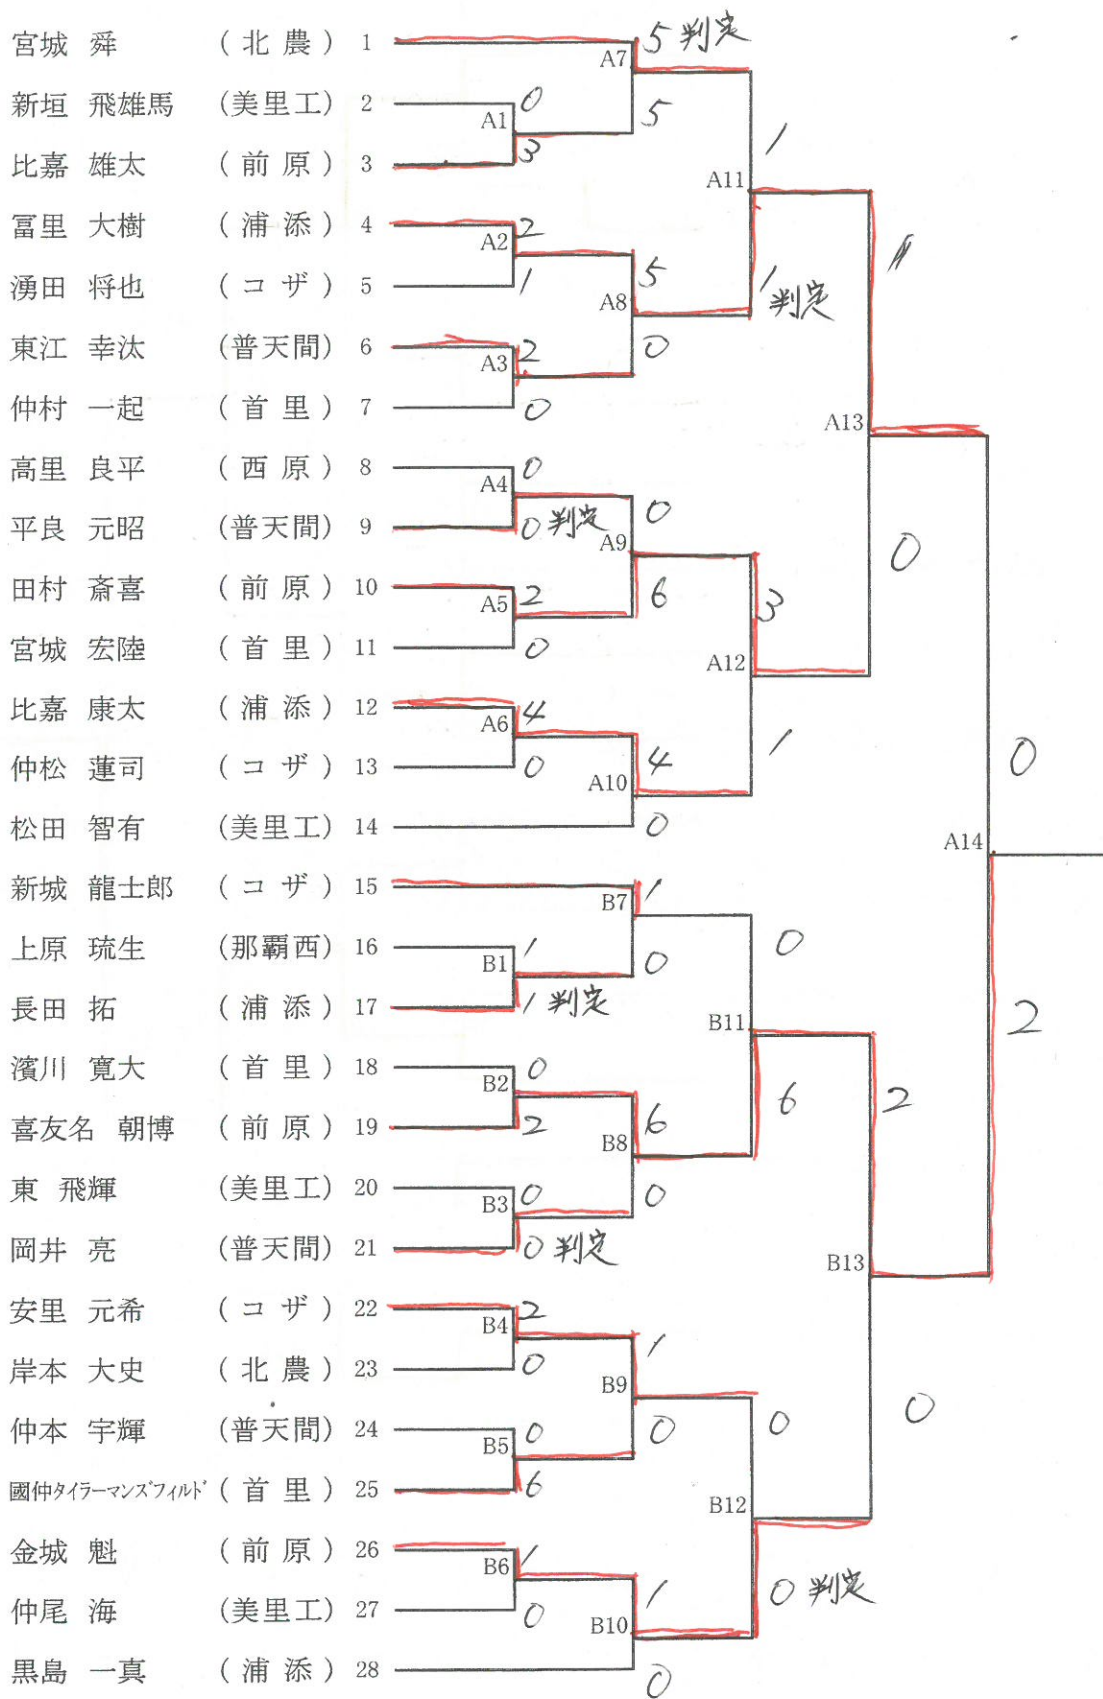 宮城 舜 (北農) 1
5 判定
A7
新垣 飛雄馬 (美里工) 2
0
A1
5
比嘉 雄太 (前原) 3
3
1
A11
冨里 大樹 (浦添) 4
2
A2
湧田 将也 (コザ) 5
1
5
A8
1 判定
東江 幸汰 (普天間) 6
2
A3
0
仲村 一起 (首里) 7
0
A13
高里 良平 (西原) 8
0
A4
0
平良 元昭 (普天間) 9
0 判定
A9
0
田村 斎喜 (前原) 10
2
A5
6
3
宮城 宏陸 (首里) 11
0
A12
比嘉 康太 (浦添) 12
4
A6
1
仲松 蓮司 (コザ) 13
0
4
A10
0
松田 智有 (美里工) 14
0
A14
新城 龍士郎 (コザ) 15
1
B7
上原 琉生 (那覇西) 16
1
B1
0
0
長田 拓 (浦添) 17
1 判定
B11
2
濱川 寛大 (首里) 18
0
B2
喜友名 朝博 (前原) 19
2
6
B8
6
2
東 飛輝 (美里工) 20
0
B3
0
岡井 亮 (普天間) 21
0 判定
B13
安里 元希 (コザ) 22
2
B4
岸本 大史 (北農) 23
0
1
B9
仲本 宇輝 (普天間) 24
0
B5
0
0
0
國仲タイラーマンズフィルド (首里) 25
6
B12
金城 魁 (前原) 26
1
B6
仲尾 海 (美里工) 27
0
1
B10
0 判定
黒島 一真 (浦添) 28
0